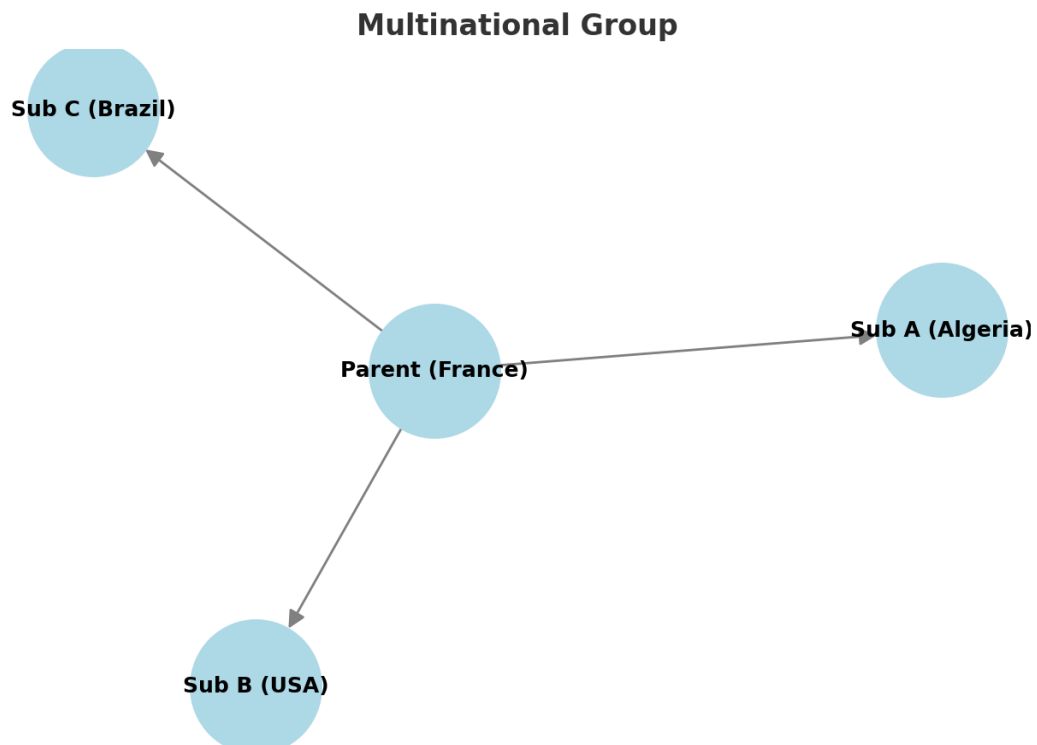 Multinational Group
Sub C (Brazil)
Sub A (Algeria)
Parent (France)
Sub B (USA)